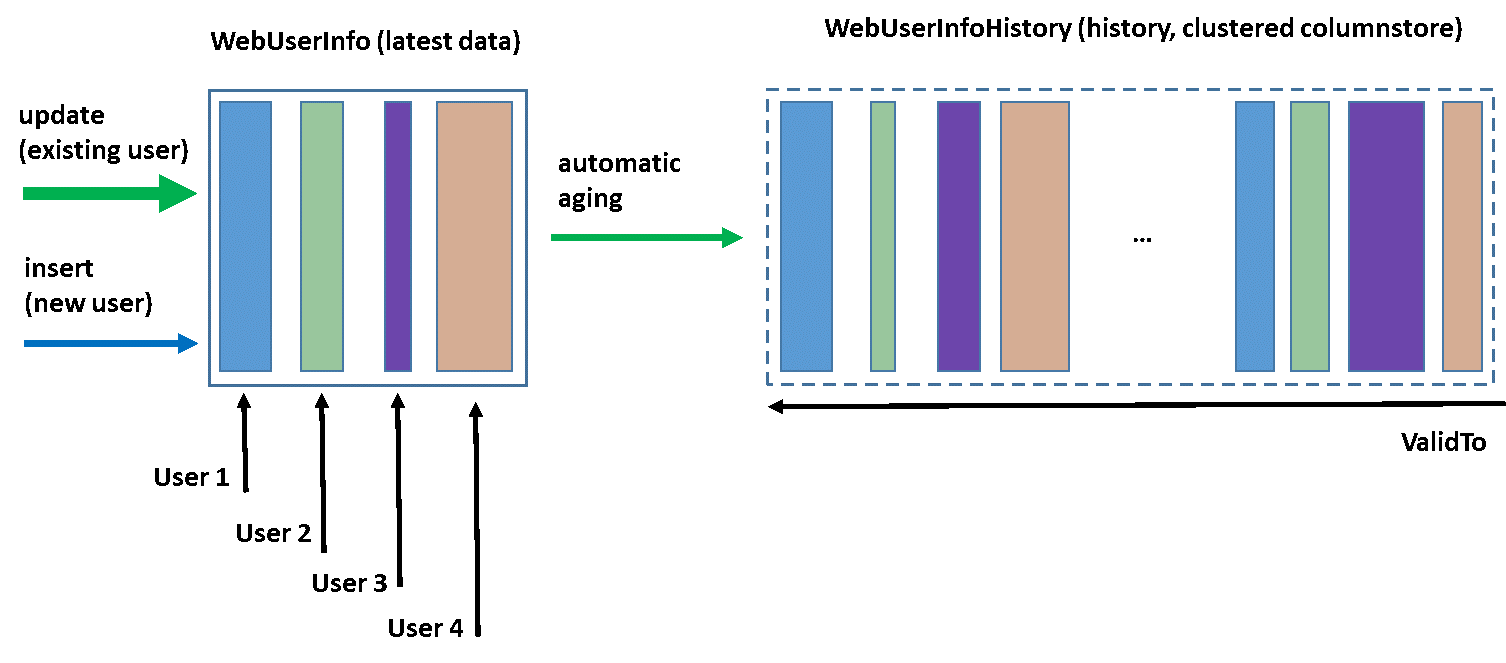 WebUserInfo (latest data)
WebUserInfoHistory (history, clustered columnstore)
update
(existing user)
insert
(new user)
automatic
aging
...
ValidTo
User 1
User 2
User 3
User 4